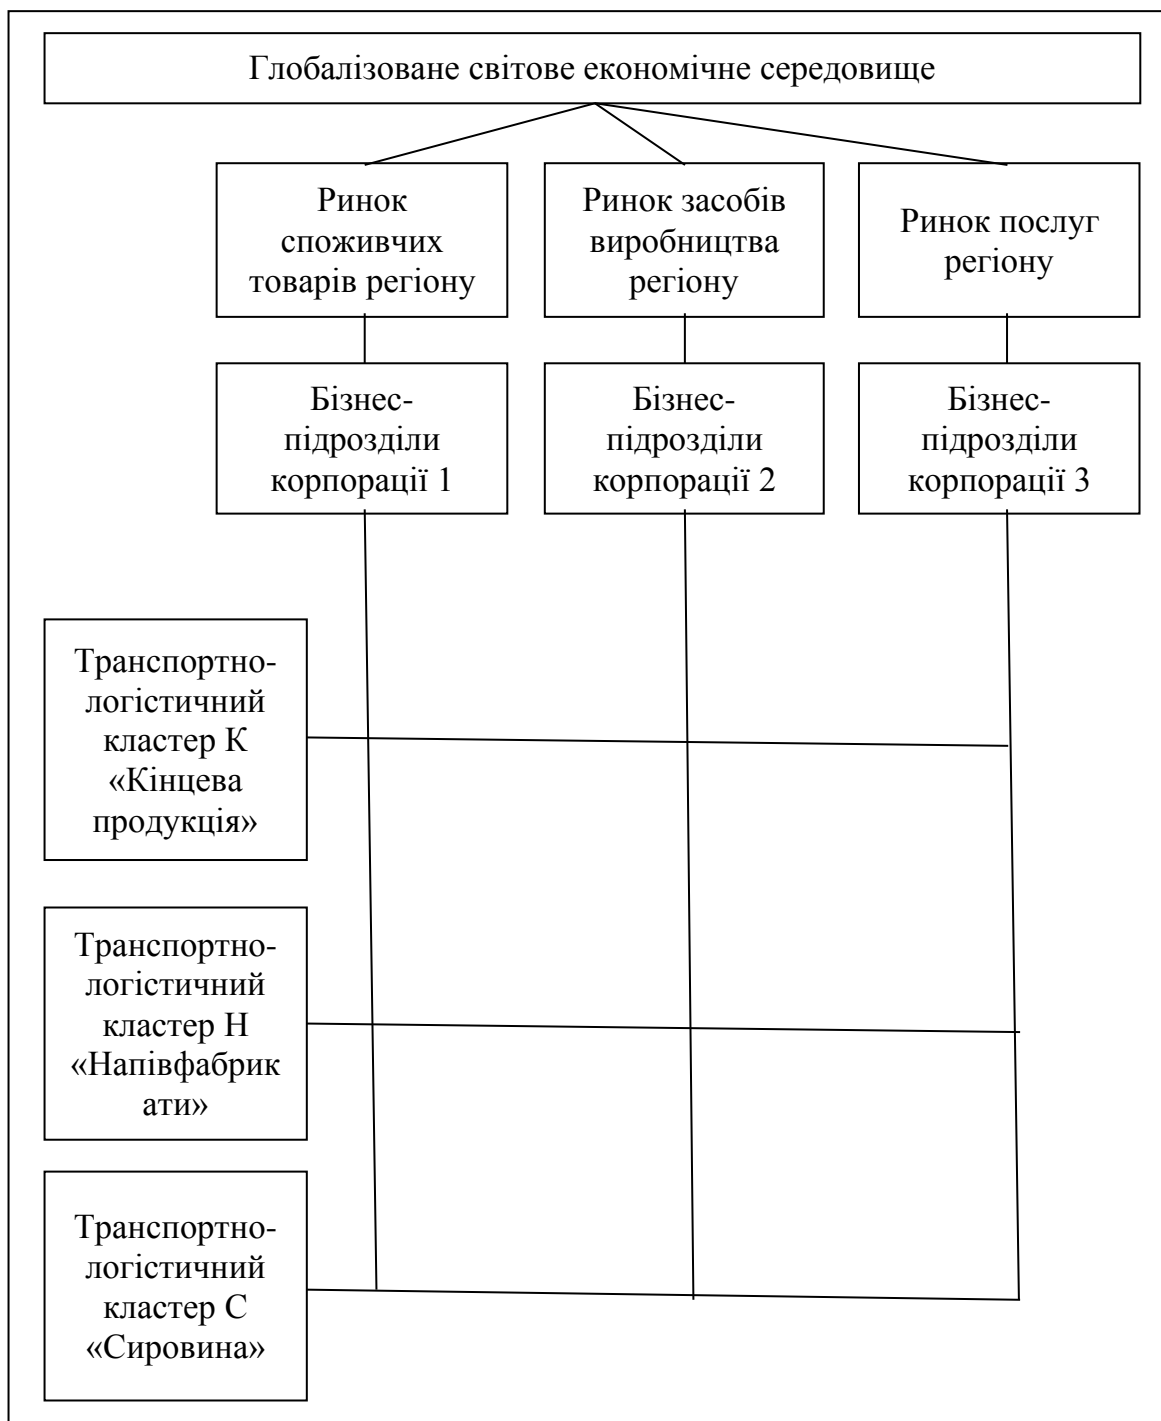 Глобалізоване світове економічне середовище
Ринок
споживчих
товарів регіону
Ринок засобів
виробництва
регіону
Ринок послуг
регіону
Бізнес-
підрозділи
корпорації 1
Бізнес-
підрозділи
корпорації 2
Бізнес-
підрозділи
корпорації 3
Транспортно-
логістичний
кластер К
«Кінцева
продукція»
Транспортно-
логістичний
кластер Н
«Напівфабрик
ати»
Транспортно-
логістичний
кластер С
«Сировина»